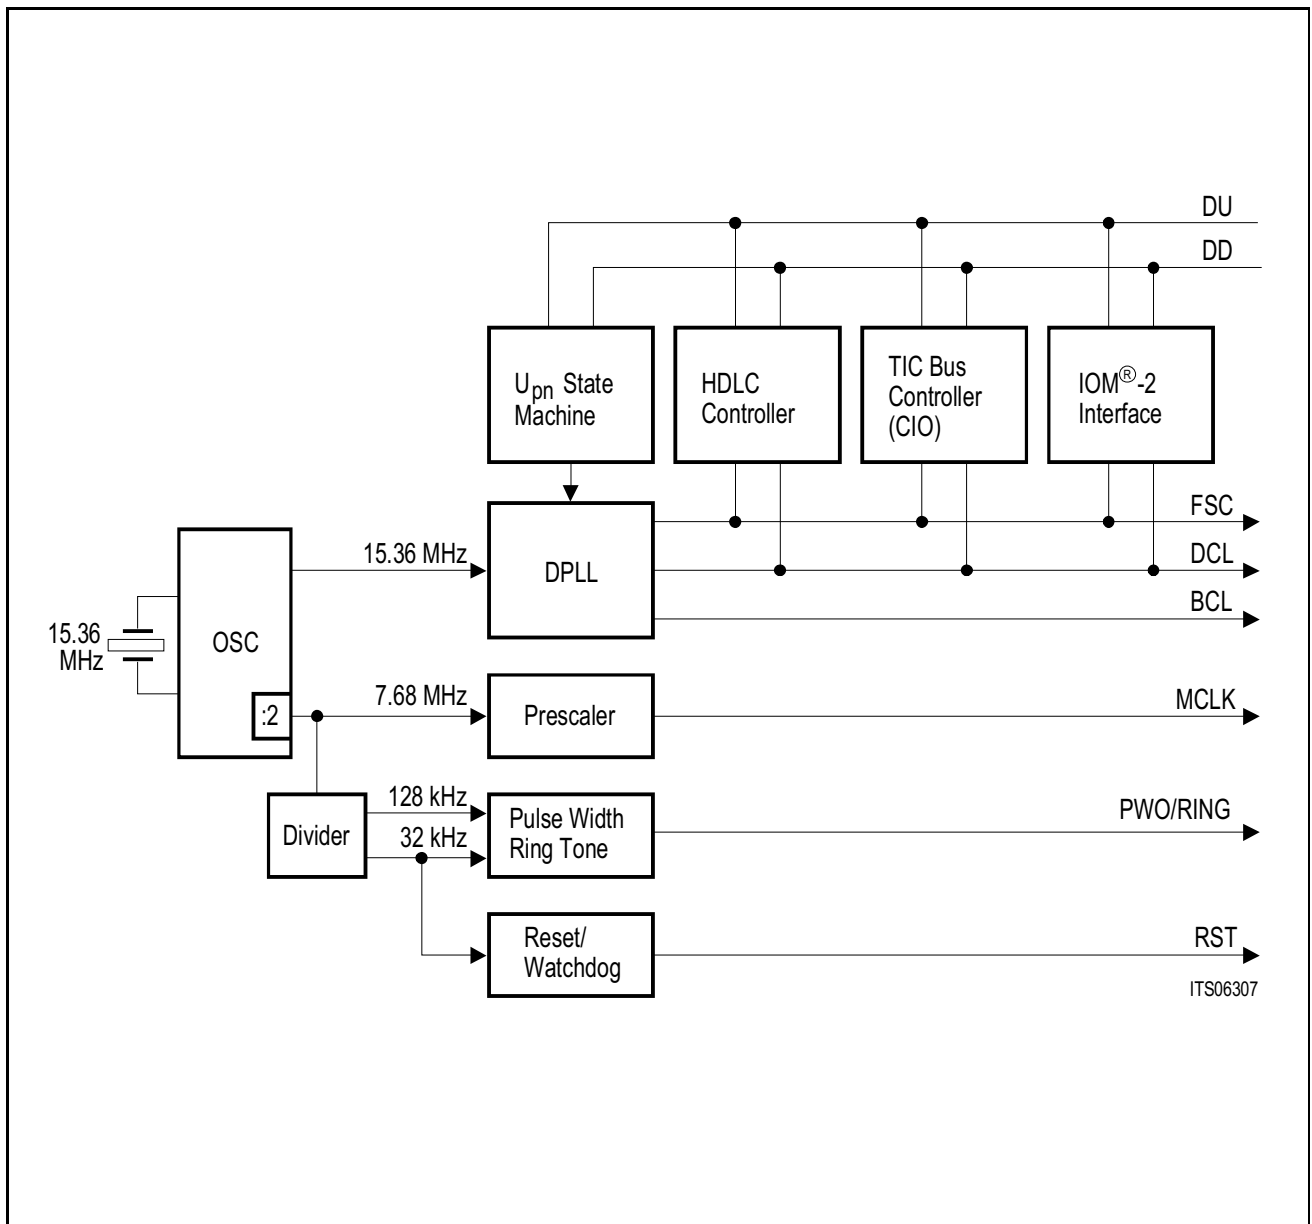 DU
DD
Upn State
Machine
HDLC
Controller
TIC Bus
Controller
(CIO)
IOM®-2
Interface
FSC
15.36 MHz
DPLL
DCL
BCL
15.36
MHz
OSC
:2
7.68 MHz
Prescaler
MCLK
Divider
128 kHz
32 kHz
Pulse Width
Ring Tone
PWO/RING
Reset/
Watchdog
RST
ITS06307